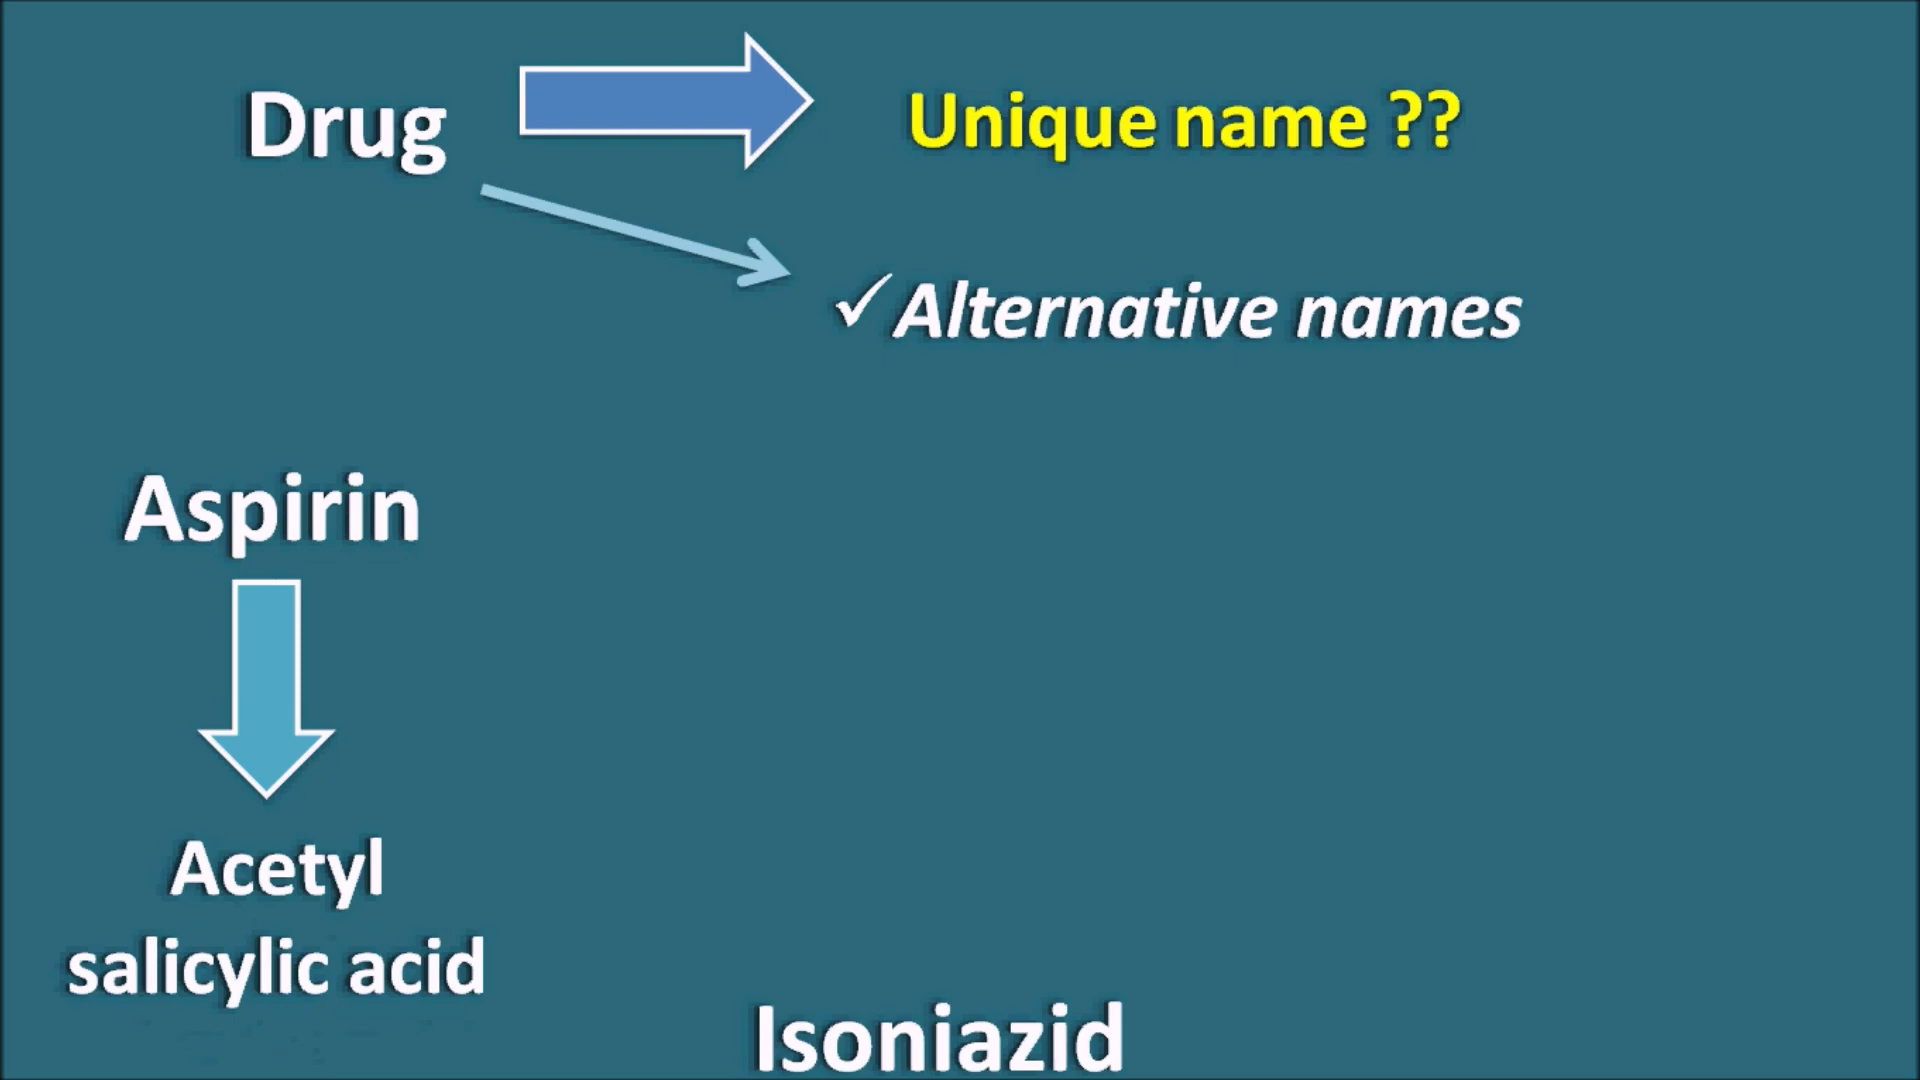 Drug
Unique name ??
✓Alternative names
Aspirin
Acetyl
salicylic acid
Isoniazid